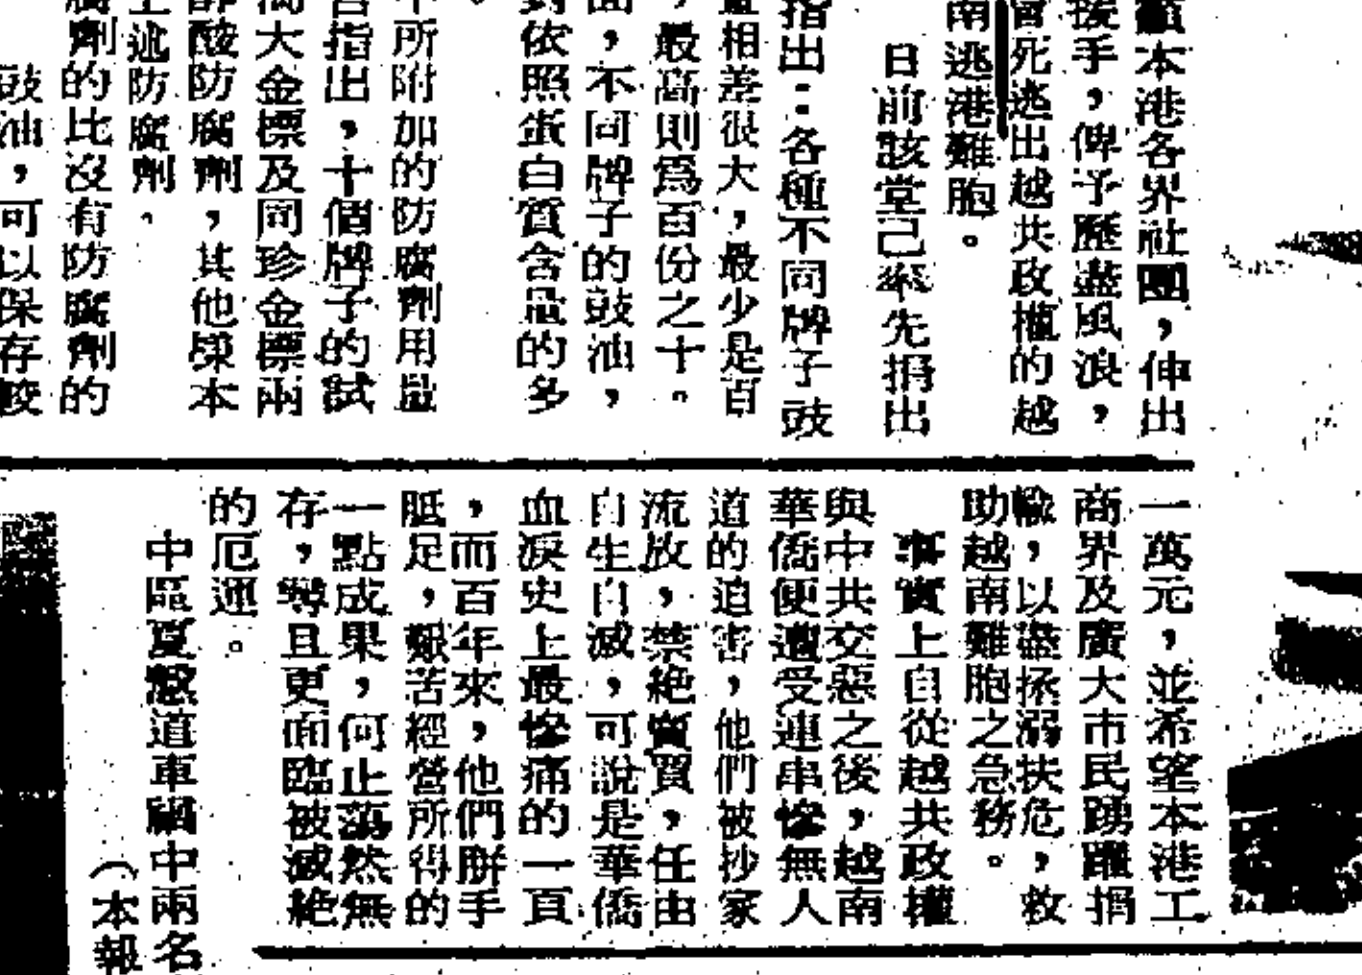 籲本港各界社團，伸出
援手，俾予歷盡風浪，
冒死逃出越共政權的越
南逃港難胞。
日前該堂己率先捐出
指出：各種不同牌子豉
量相差很大，最少是百
，最高則為百份之十。
面，不同牌子的豉油，
對依照蛋白質含量的多
不所附加的防腐劑用量
告指出，十個牌子的試
大金標及同珍金標兩
酸防腐劑，其他樣本
上述防腐劑。
腐劑的比沒有防腐劑的
豉油，可以保存較
一萬元，並希望本港工
商界及廣大市民踴躍捐
輸，以盡拯溺扶危，救
助越南難胞之急務。
事實上自從越共政權
與中共交惡之後，越南
華僑便遭受連串慘無人
道的迫害，他們被抄家
流放，禁絕買賣，任由
自生自滅，可說是華僑
血淚史上最慘痛的一頁
，而百年來，他們胼手
胝足，艱苦經營所得的
一點成果，何止蕩然無
存，且更面臨被滅絕
的厄運。
中區夏慤道車禍中兩名
（本報